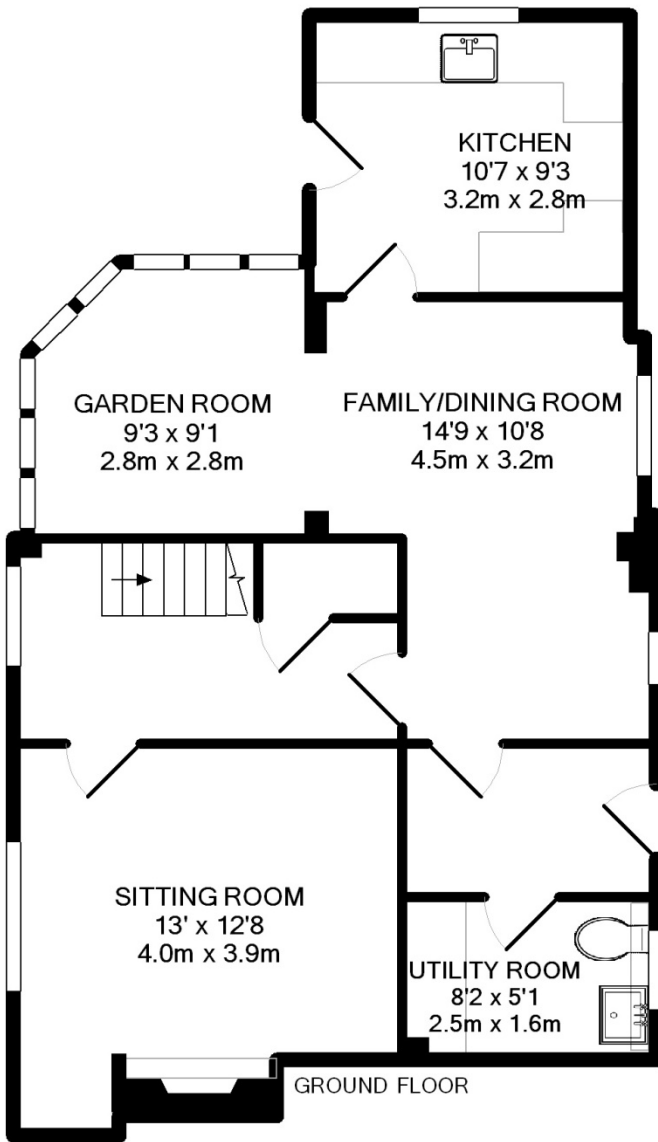 KITCHEN
10'7 x 9'3
3.2m x 2.8m
GARDEN ROOM
9'3 x 9'1
2.8m x 2.8m
FAMILY/DINING ROOM
14'9 x 10'8
4.5m x 3.2m
SITTING ROOM
13' x 12'8
4.0m x 3.9m
UTILITY ROOM
8'2 x 5'1
2.5m x 1.6m
GROUND FLOOR